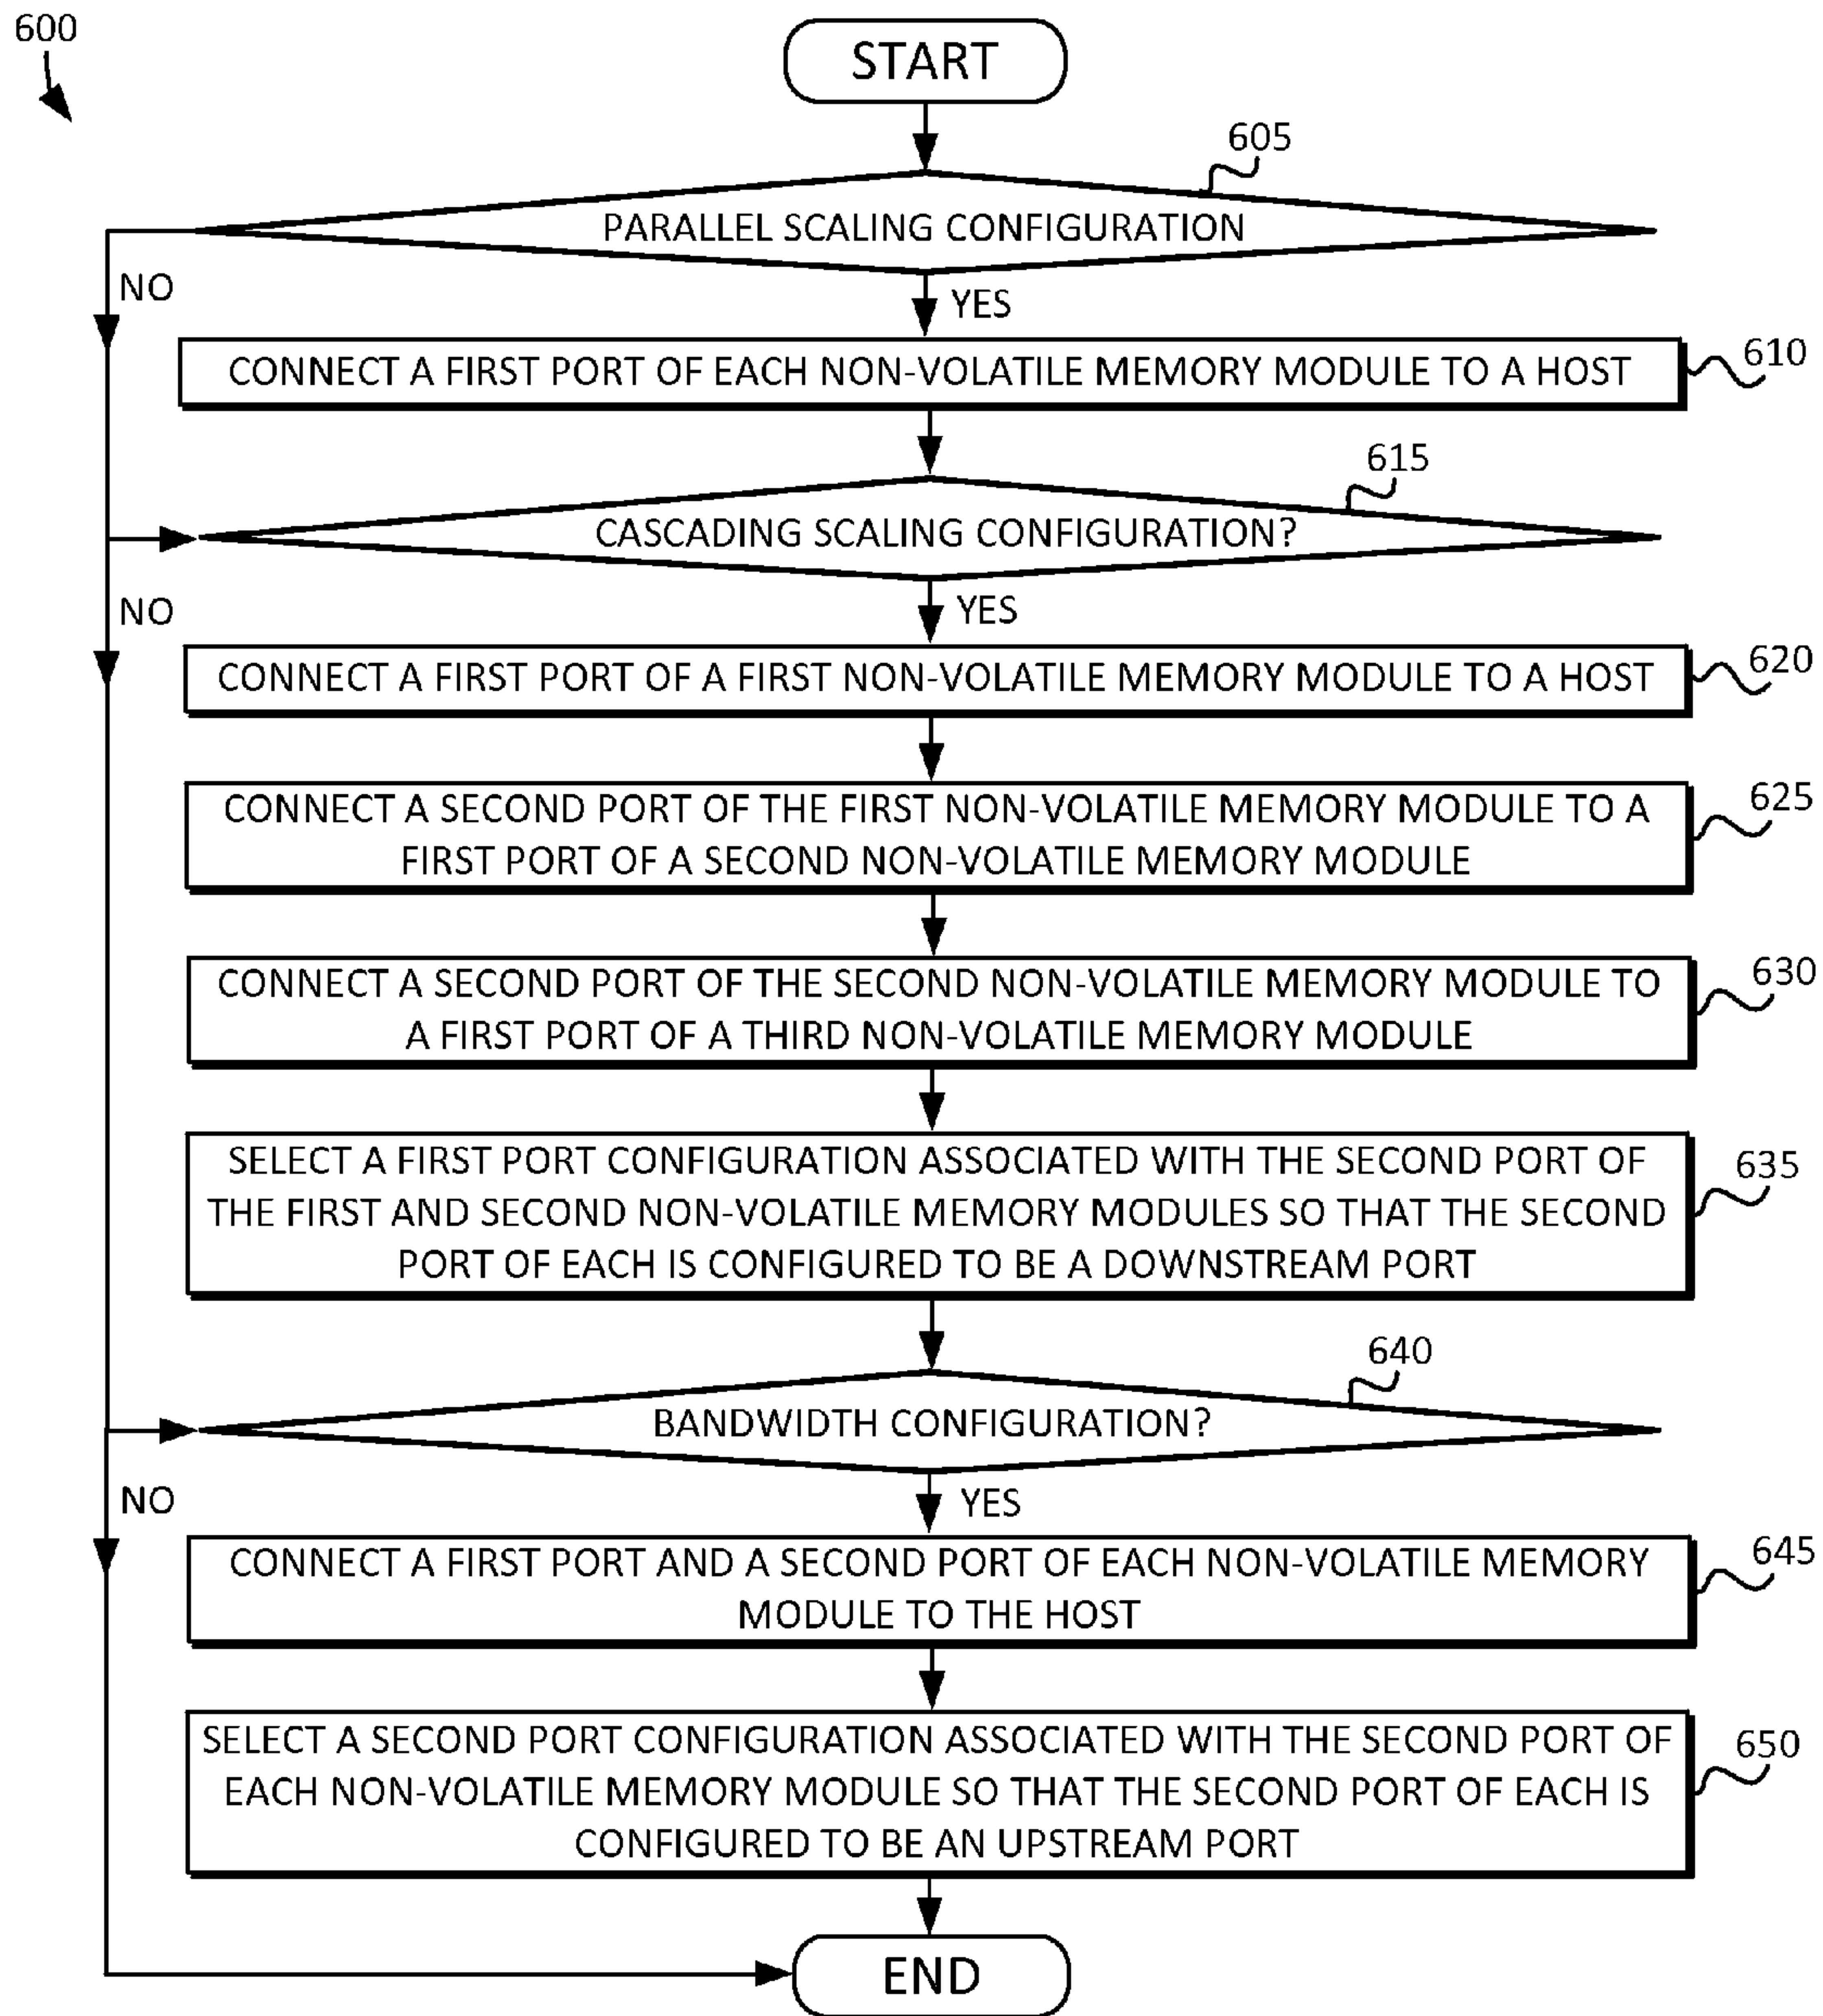 600
START
605
PARALLEL SCALING CONFIGURATION
NO
YES
CONNECT A FIRST PORT OF EACH NON-VOLATILE MEMORY MODULE TO A HOST
610
615
CASCADING SCALING CONFIGURATION?
NO
YES
CONNECT A FIRST PORT OF A FIRST NON-VOLATILE MEMORY MODULE TO A HOST
620
CONNECT A SECOND PORT OF THE FIRST NON-VOLATILE MEMORY MODULE TO A
FIRST PORT OF A SECOND NON-VOLATILE MEMORY MODULE
625
CONNECT A SECOND PORT OF THE SECOND NON-VOLATILE MEMORY MODULE TO
A FIRST PORT OF A THIRD NON-VOLATILE MEMORY MODULE
630
SELECT A FIRST PORT CONFIGURATION ASSOCIATED WITH THE SECOND PORT OF
THE FIRST AND SECOND NON-VOLATILE MEMORY MODULES SO THAT THE SECOND
PORT OF EACH IS CONFIGURED TO BE A DOWNSTREAM PORT
635
640
BANDWIDTH CONFIGURATION?
NO
YES
CONNECT A FIRST PORT AND A SECOND PORT OF EACH NON-VOLATILE MEMORY
MODULE TO THE HOST
645
SELECT A SECOND PORT CONFIGURATION ASSOCIATED WITH THE SECOND PORT OF
EACH NON-VOLATILE MEMORY MODULE SO THAT THE SECOND PORT OF EACH IS
CONFIGURED TO BE AN UPSTREAM PORT
650
END